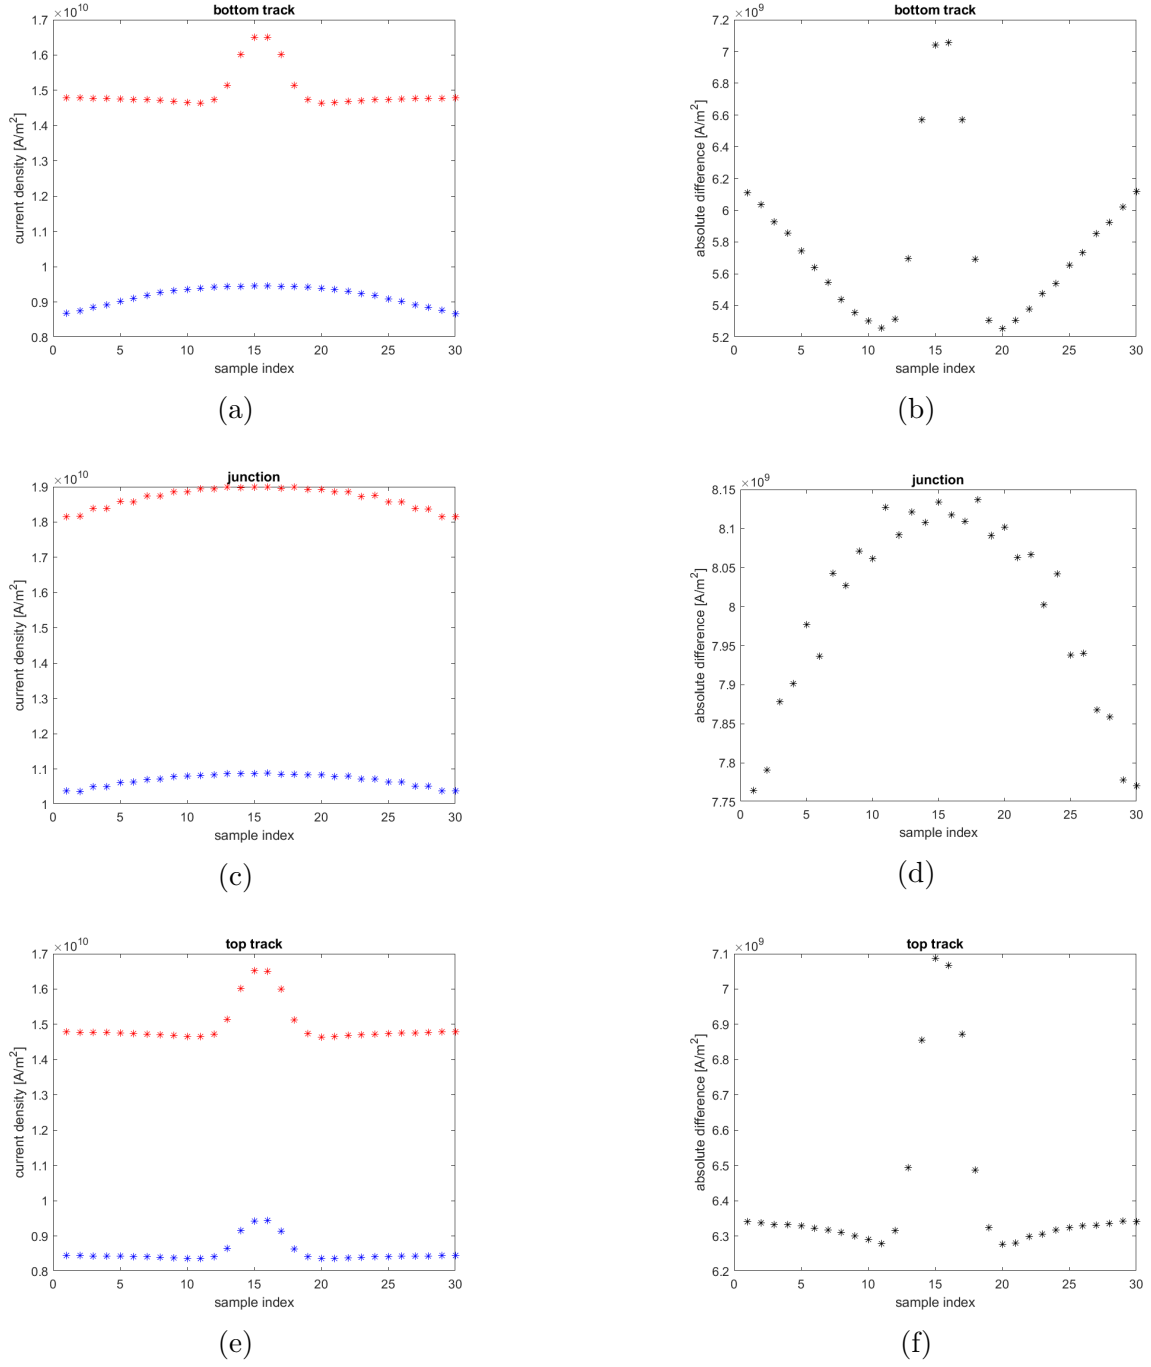 bottom track
×10^10
1.7
1.6
1.5
1.4
1.3
1.2
1.1
1
0.9
0.8
0 5 10 15 20 25 30
current density [A/m^2]
sample index
(a)
bottom track
×10^9
7.2
7
6.8
6.6
6.4
6.2
6
5.8
5.6
5.4
5.2
0 5 10 15 20 25 30
absolute difference [A/m^2]
sample index
(b)
junction
×10^10
1.9
1.8
1.7
1.6
1.5
1.4
1.3
1.2
1.1
1
0 5 10 15 20 25 30
current density [A/m^2]
sample index
(c)
junction
×10^9
8.15
8.1
8.05
8
7.95
7.9
7.85
7.8
7.75
0 5 10 15 20 25 30
absolute difference [A/m^2]
sample index
(d)
top track
×10^10
1.7
1.6
1.5
1.4
1.3
1.2
1.1
1
0.9
0.8
0 5 10 15 20 25 30
current density [A/m^2]
sample index
(e)
top track
×10^9
7.1
7
6.9
6.8
6.7
6.6
6.5
6.4
6.3
6.2
0 5 10 15 20 25 30
absolute difference [A/m^2]
sample index
(f)